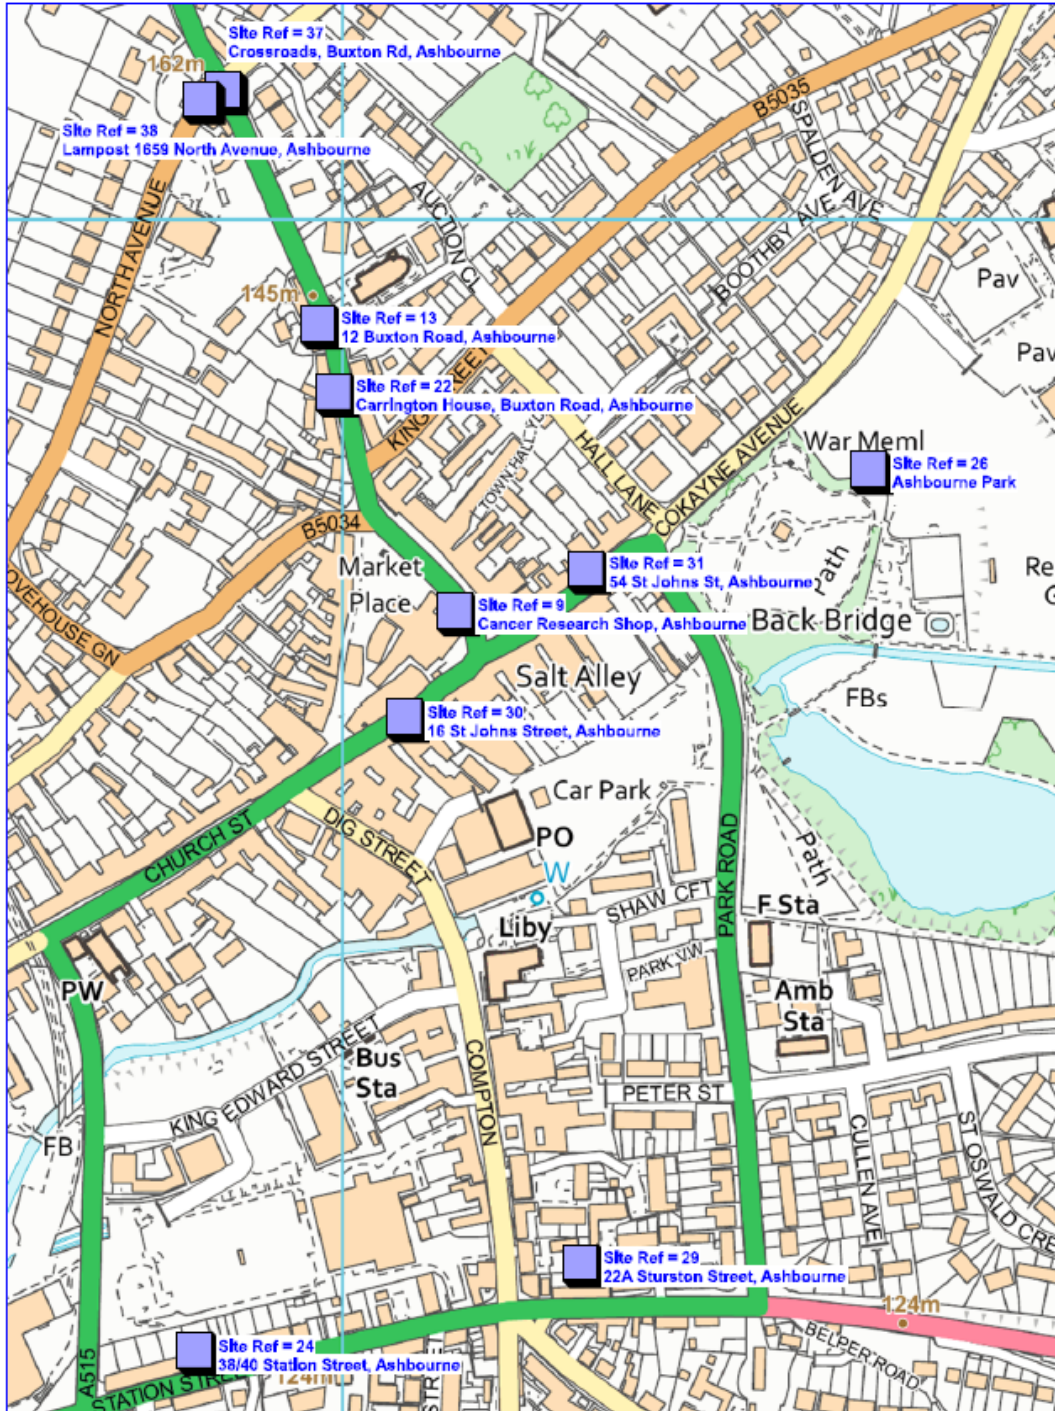 Site Ref = 37
Crossroads, Buxton Rd, Ashbourne
162m
Site Ref = 38
Lampost 1659 North Avenue, Ashbourne
B5035
SPALDEN AVE
AUCTION CL
BOOTHBY AVE
NORTH AVENUE
Pav
145m
Site Ref = 13
12 Buxton Road, Ashbourne
Pav
Site Ref = 22
Carrington House, Buxton Road, Ashbourne
KING STREET
TOWN HALL YD
HALL LANE
COKAYNE AVENUE
War Meml
Site Ref = 26
Ashbourne Park
B5034
Market
Place
Path
Re
G
Site Ref = 31
54 St Johns St, Ashbourne
OVEHOUSE GN
Site Ref = 9
Cancer Research Shop, Ashbourne
Back Bridge
Salt Alley
FBs
Site Ref = 30
16 St Johns Street, Ashbourne
Car Park
CHURCH ST
DIG STREET
PO
W
PARK ROAD
Path
SHAW CFT
F Sta
Liby
PARK VW
PW
Amb
Sta
KING EDWARD STREET
Bus
Sta
COMPTON
PETER ST
FB
CULLEN AVE
ST OSWALD CRE
Site Ref = 29
22A Sturston Street, Ashbourne
124m
BELPER ROAD
Site Ref = 24
38/40 Station Street, Ashbourne
A515
STATION STRE
124m
STREE